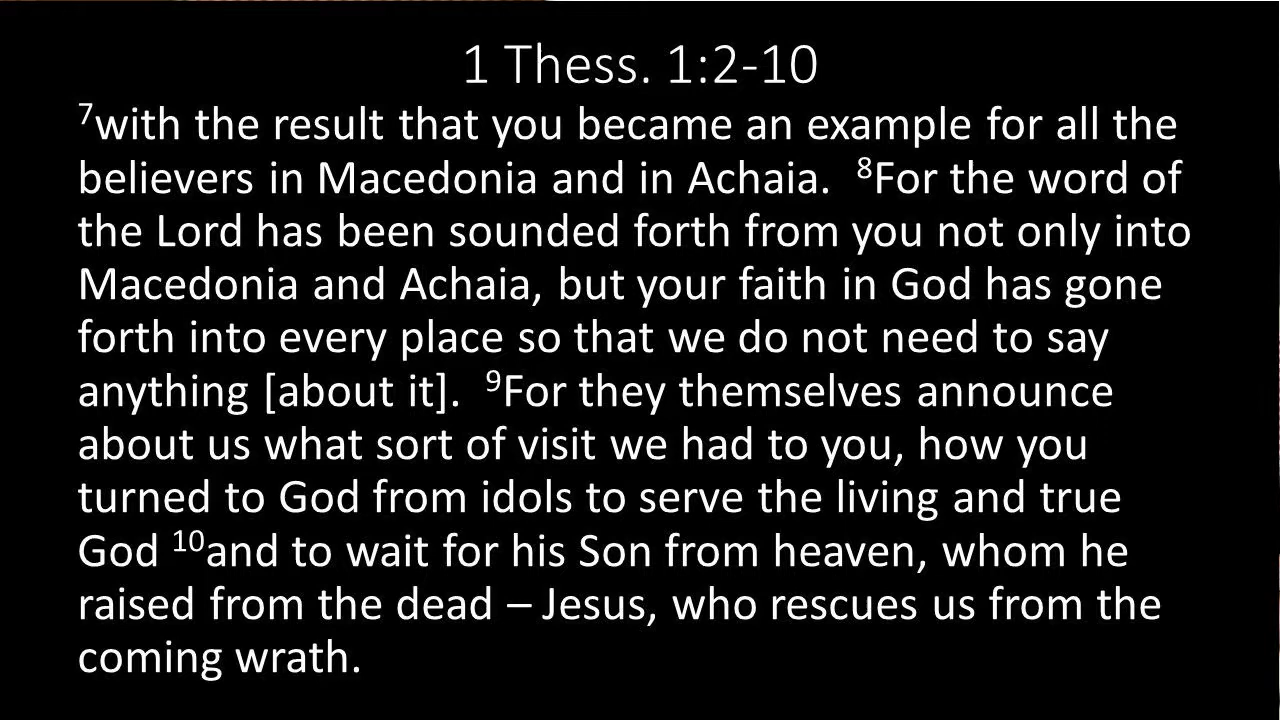 1 Thess. 1:2-10
⁷with the result that you became an example for all the
believers in Macedonia and in Achaia.  ⁸For the word of
the Lord has been sounded forth from you not only into
Macedonia and Achaia, but your faith in God has gone
forth into every place so that we do not need to say
anything [about it].  ⁹For they themselves announce
about us what sort of visit we had to you, how you
turned to God from idols to serve the living and true
God ¹⁰and to wait for his Son from heaven, whom he
raised from the dead – Jesus, who rescues us from the
coming wrath.